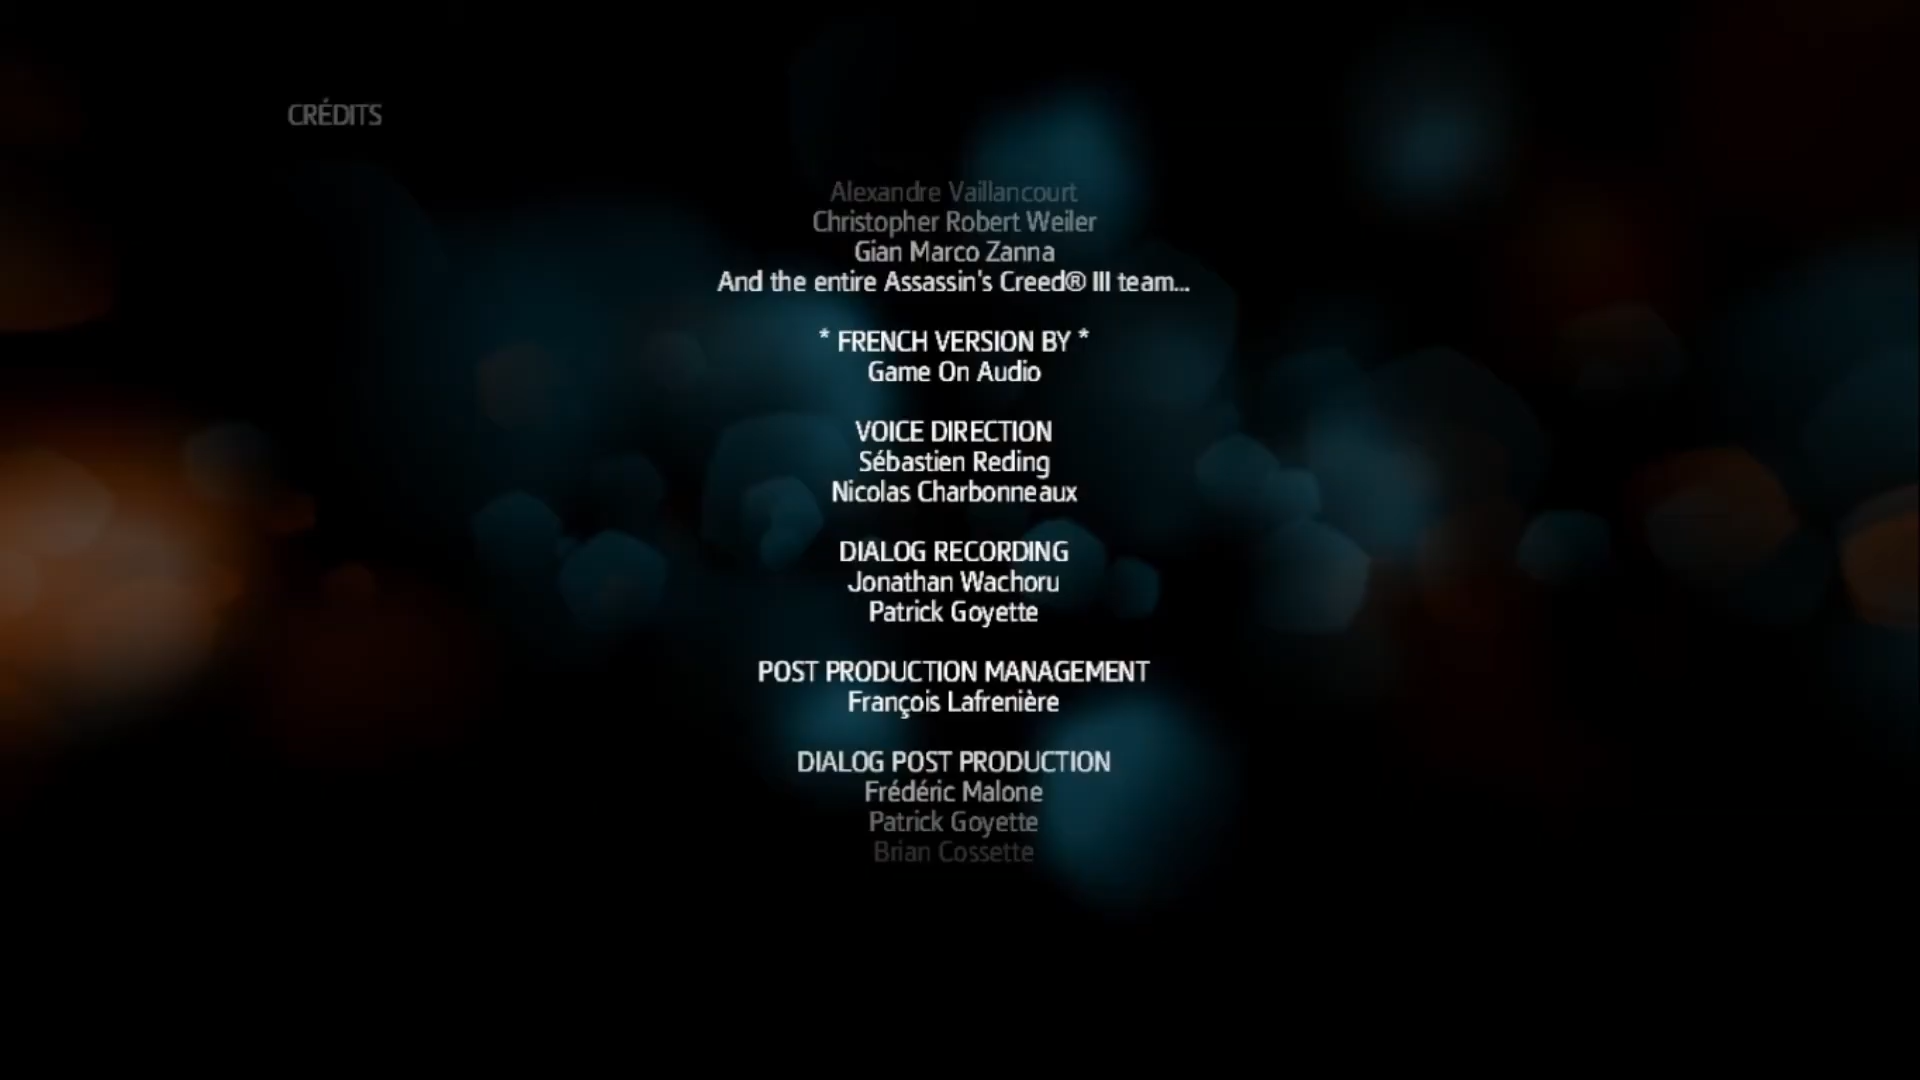 CRÉDITS
Alexandre Vaillancourt
Christopher Robert Weiler
Gian Marco Zanna
And the entire Assassin's Creed® III team...
* FRENCH VERSION BY *
Game On Audio
VOICE DIRECTION
Sébastien Reding
Nicolas Charbonneaux
DIALOG RECORDING
Jonathan Wachoru
Patrick Goyette
POST PRODUCTION MANAGEMENT
François Lafrenière
DIALOG POST PRODUCTION
Frédéric Malone
Patrick Goyette
Brian Cossette